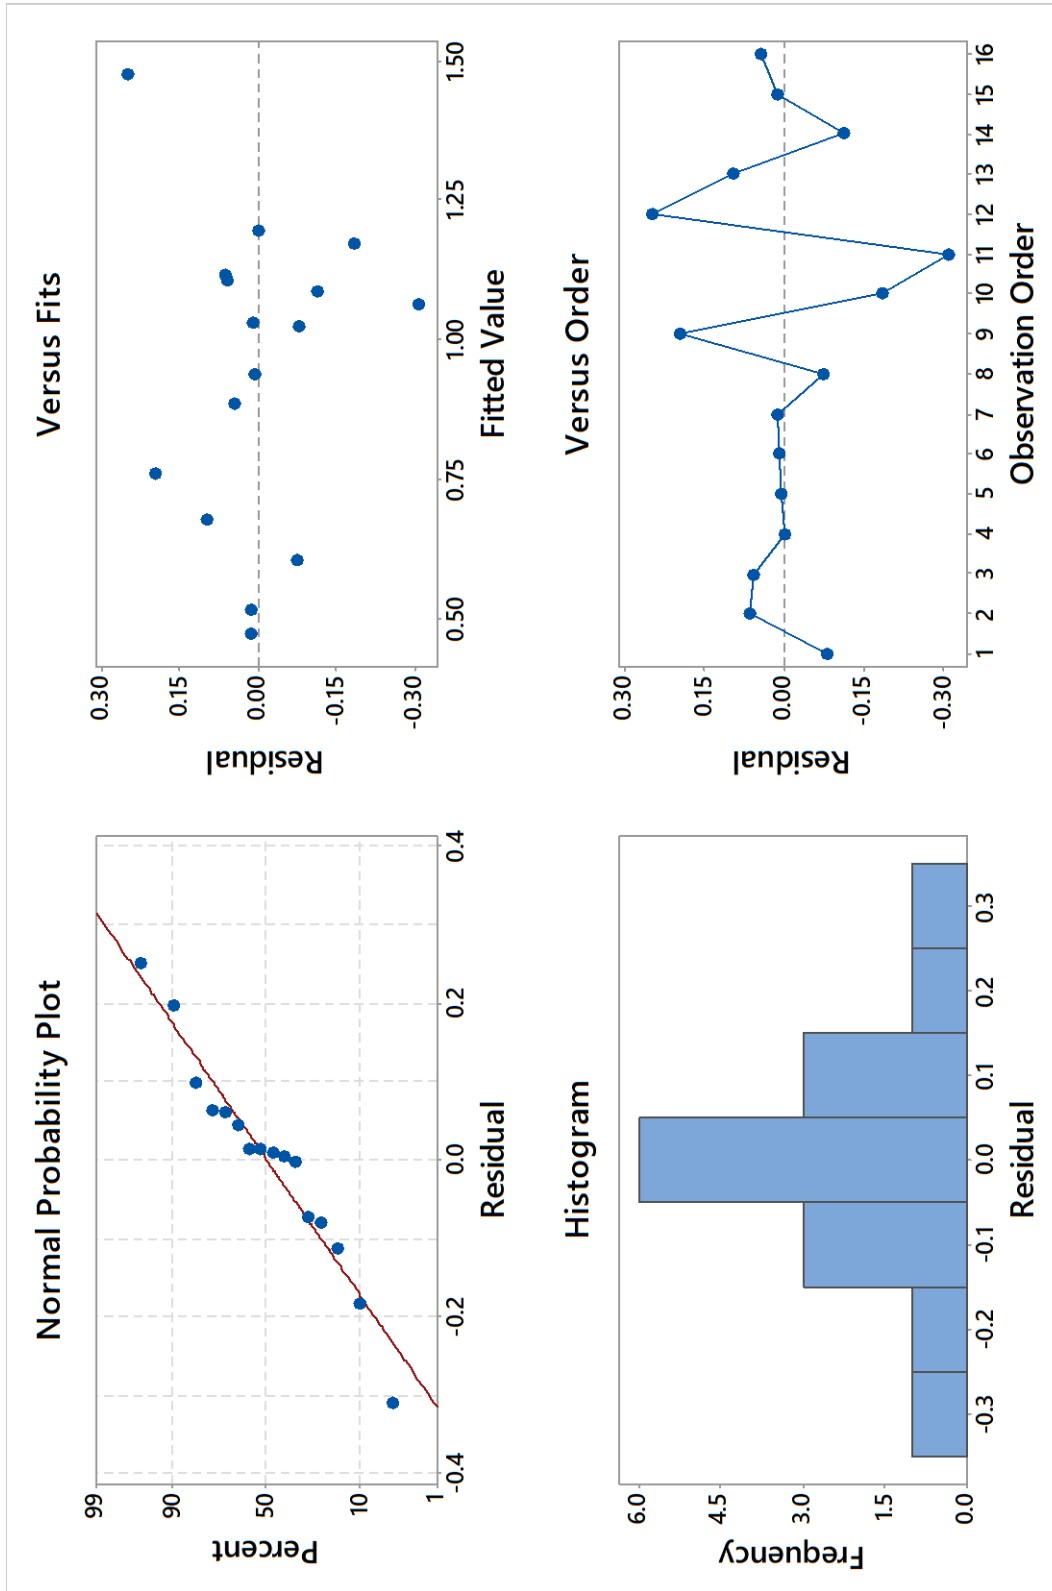 Normal Probability Plot
99
90
50
10
1
Percent
-0.4
-0.2
0.0
0.2
0.4
Residual
Versus Fits
0.30
0.15
0.00
-0.15
-0.30
Residual
0.50
0.75
1.00
1.25
1.50
Fitted Value
Histogram
6.0
4.5
3.0
1.5
0.0
Frequency
-0.3
-0.2
-0.1
0.0
0.1
0.2
0.3
Residual
Versus Order
0.30
0.15
0.00
-0.15
-0.30
Residual
1 2 3 4 5 6 7 8 9 10 11 12 13 14 15 16
Observation Order